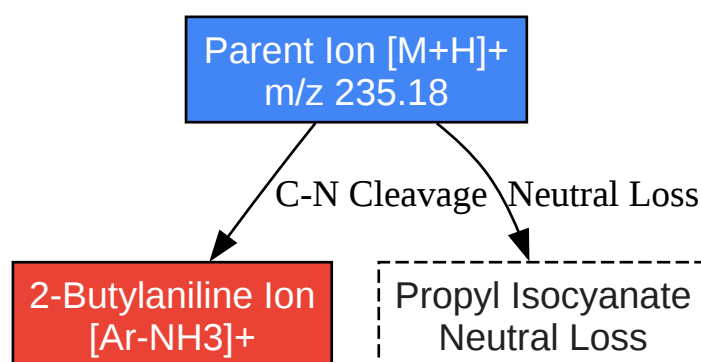 Parent Ion [M+H]+
m/z 235.18
C-N Cleavage
Neutral Loss
2-Butylaniline Ion
[Ar-NH3]+
Propyl Isocyanate
Neutral Loss